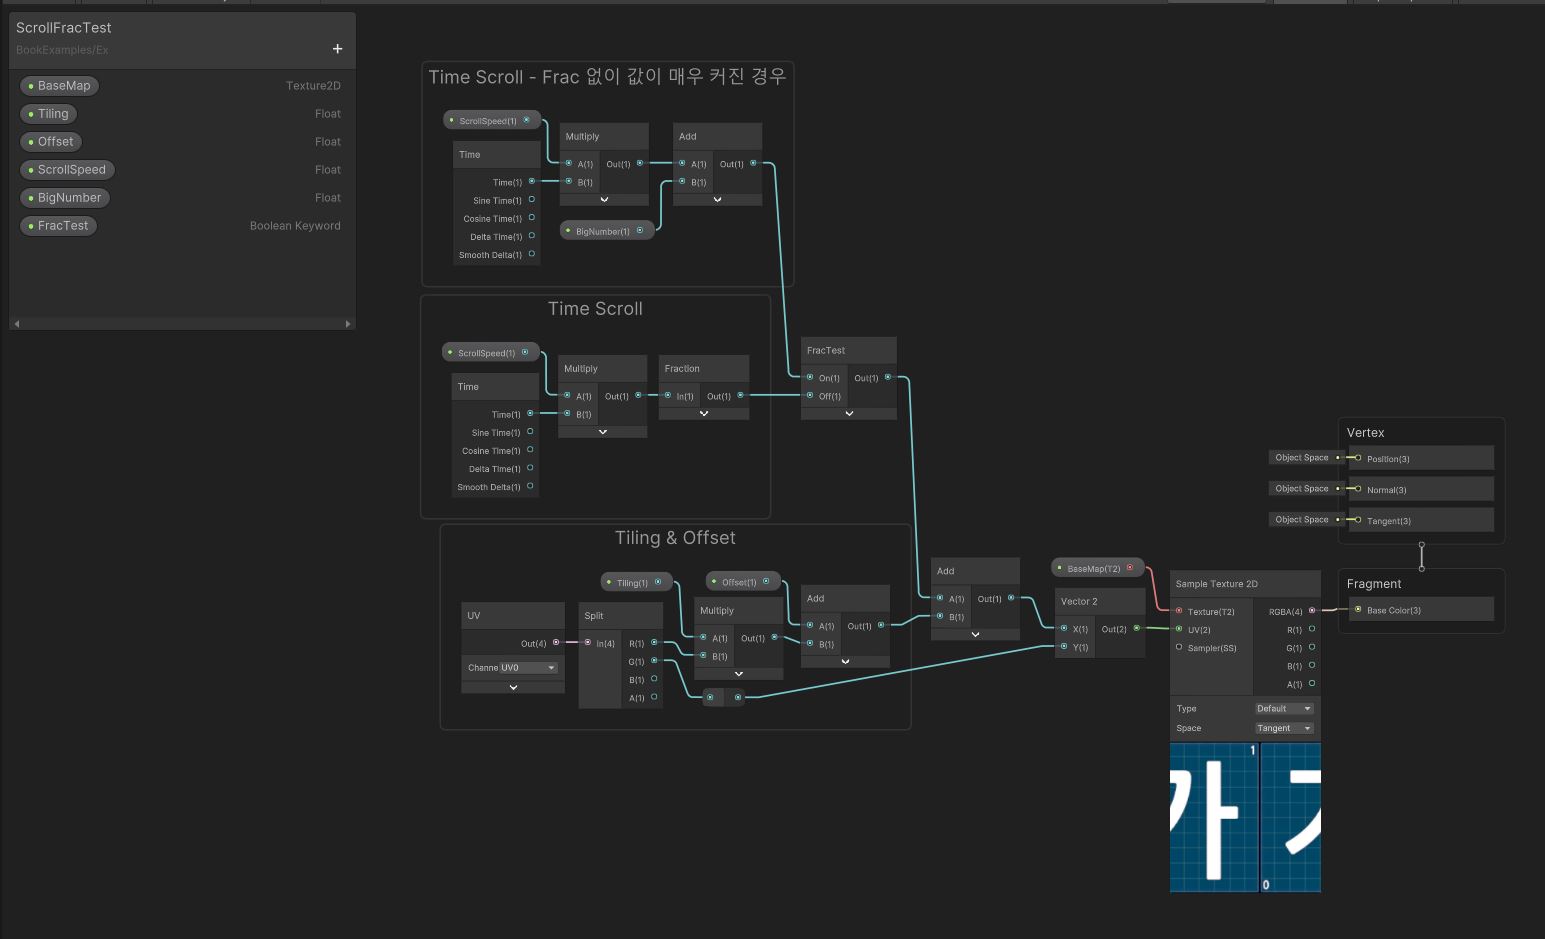 ScrollFracTest
BookExamples/Ex
+
BaseMap Texture2D
Tiling Float
Offset Float
ScrollSpeed Float
BigNumber Float
FracTest Boolean Keyword
Time Scroll - Frac 없이 값이 매우 커진 경우
ScrollSpeed(1)
Multiply
A(1) Out(1)
B(1)
Add
A(1) Out(1)
B(1)
Time
Time(1)
Sine Time(1)
Cosine Time(1)
Delta Time(1)
Smooth Delta(1)
BigNumber(1)
Time Scroll
ScrollSpeed(1)
Multiply
A(1) Out(1)
B(1)
Fraction
In(1) Out(1)
Time
Time(1)
Sine Time(1)
Cosine Time(1)
Delta Time(1)
Smooth Delta(1)
FracTest
On(1) Out(1)
Off(1)
Tiling & Offset
Tiling(1)
Offset(1)
UV
Out(4)
Channe UV0
Split
In(4) R(1)
G(1)
B(1)
A(1)
Multiply
A(1) Out(1)
B(1)
Add
A(1) Out(1)
B(1)
Add
A(1) Out(1)
B(1)
BaseMap(T2)
Vector 2
X(1) Out(2)
Y(1)
Sample Texture 2D
Texture(T2) RGBA(4)
UV(2) R(1)
Sampler(SS) G(1)
B(1)
A(1)
Type Default
Space Tangent
1
가
0
Vertex
Object Space Position(3)
Object Space Normal(3)
Object Space Tangent(3)
Fragment
Base Color(3)